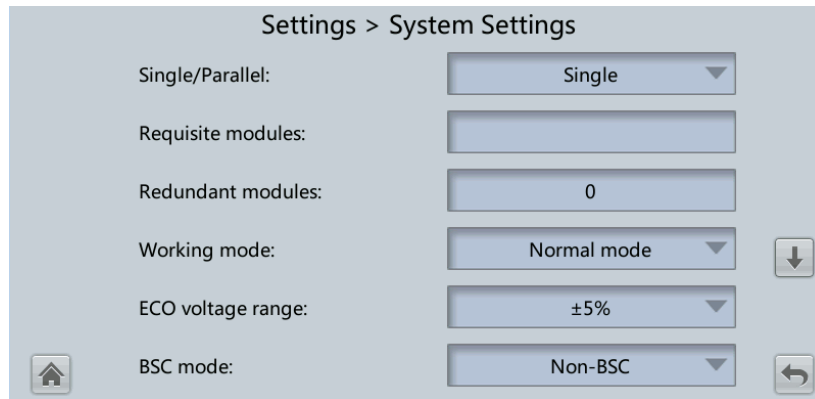 Settings > System Settings
Single/Parallel: Single
Requisite modules:
Redundant modules: 0
Working mode: Normal mode
ECO voltage range: ±5%
BSC mode: Non-BSC